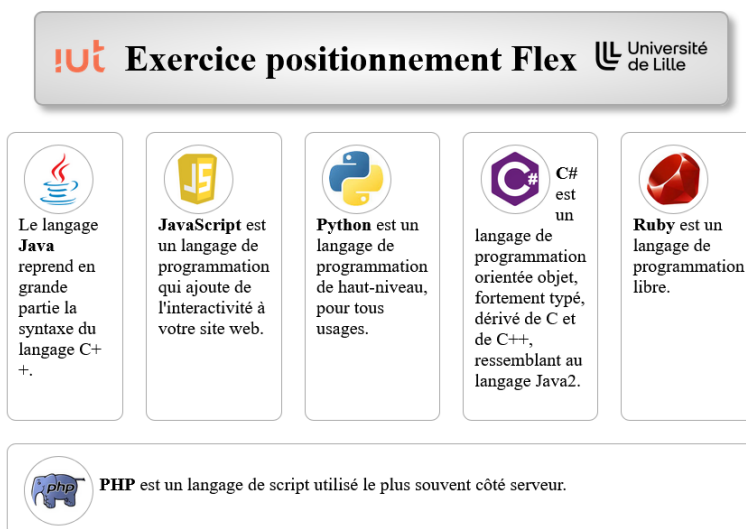 !ut Exercice positionnement Flex Université
de Lille
Le langage
Java
reprend en
grande
partie la
syntaxe du
langage C+
+.
JS
JavaScript est
un langage de
programmation
qui ajoute de
l'interactivité à
votre site web.
Python est un
langage de
programmation
de haut-niveau,
pour tous
usages.
C#
C#
est
un
langage de
programmation
orientée objet,
fortement typé,
dérivé de C et
de C++,
ressemblant au
langage Java2.
Ruby est un
langage de
programmation
libre.
php
PHP est un langage de script utilisé le plus souvent côté serveur.